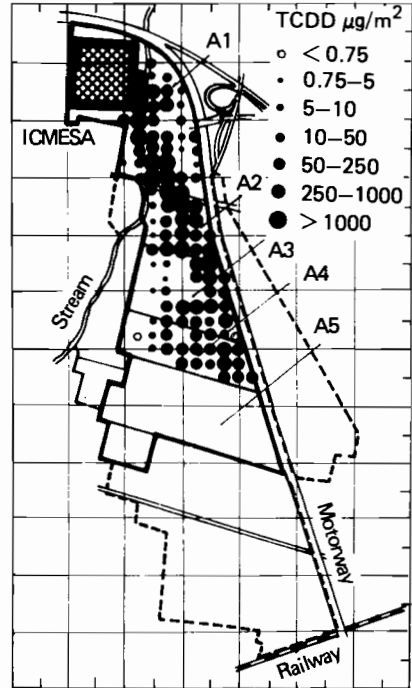 TCDD µg/m²
< 0.75
0.75–5
5–10
10–50
50–250
250–1000
> 1000
A1
ICMESA
A2
A3
A4
A5
Stream
Motorway
Railway